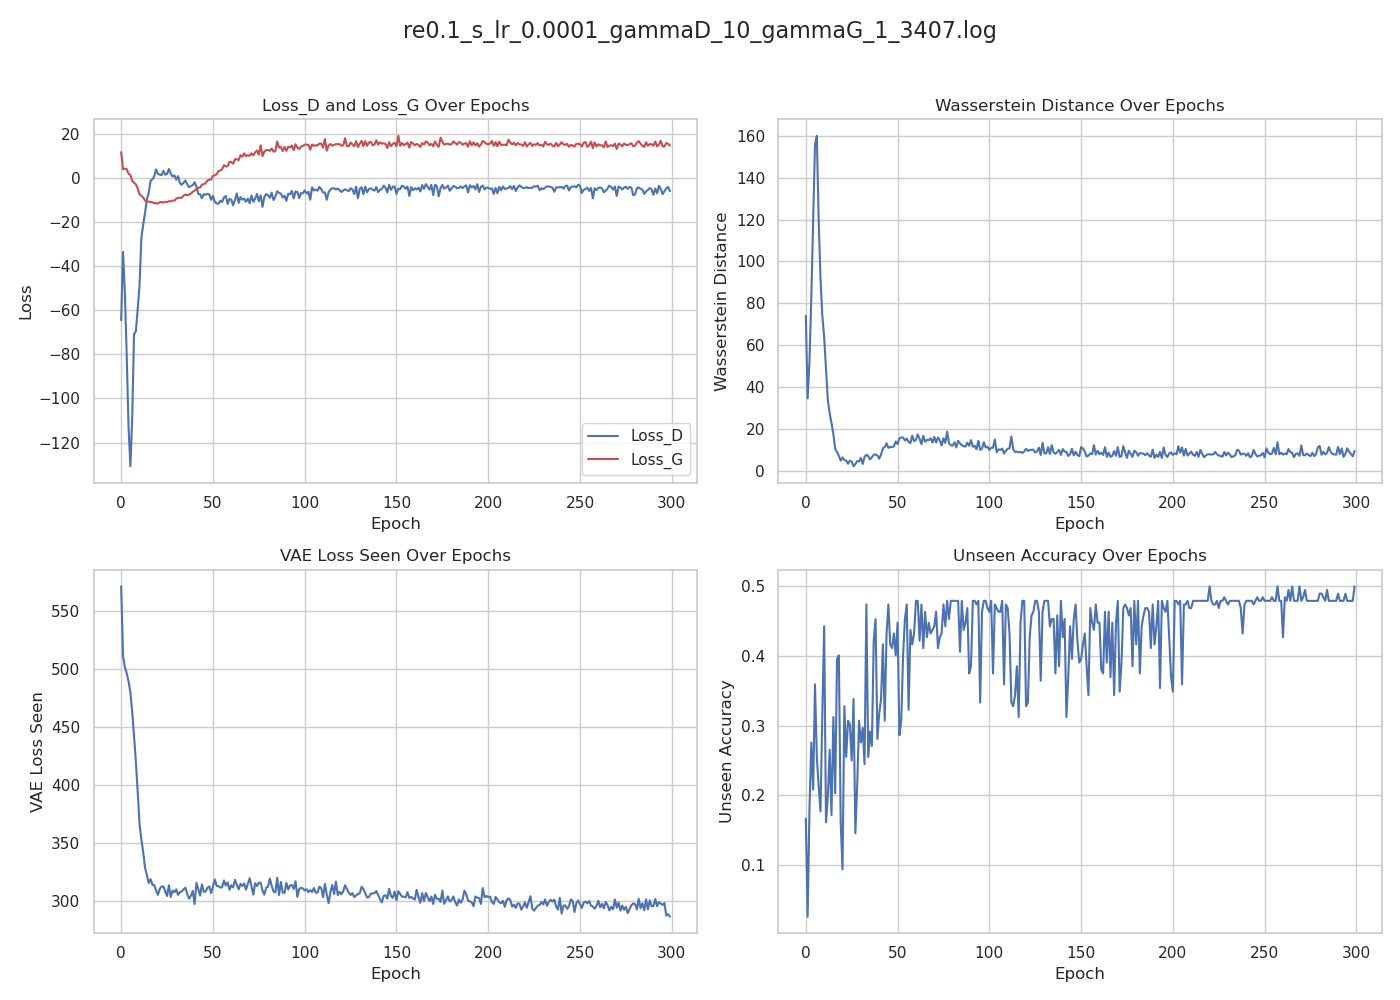 re0.1_s_lr_0.0001_gammaD_10_gammaG_1_3407.log
Loss_D and Loss_G Over Epochs
20
0
−20
−40
−60
−80
−100
−120
Loss
0 50 100 150 200 250 300
Epoch
Loss_D
Loss_G
Wasserstein Distance Over Epochs
160
140
120
100
80
60
40
20
0
Wasserstein Distance
0 50 100 150 200 250 300
Epoch
VAE Loss Seen Over Epochs
550
500
450
400
350
300
VAE Loss Seen
0 50 100 150 200 250 300
Epoch
Unseen Accuracy Over Epochs
0.5
0.4
0.3
0.2
0.1
Unseen Accuracy
0 50 100 150 200 250 300
Epoch